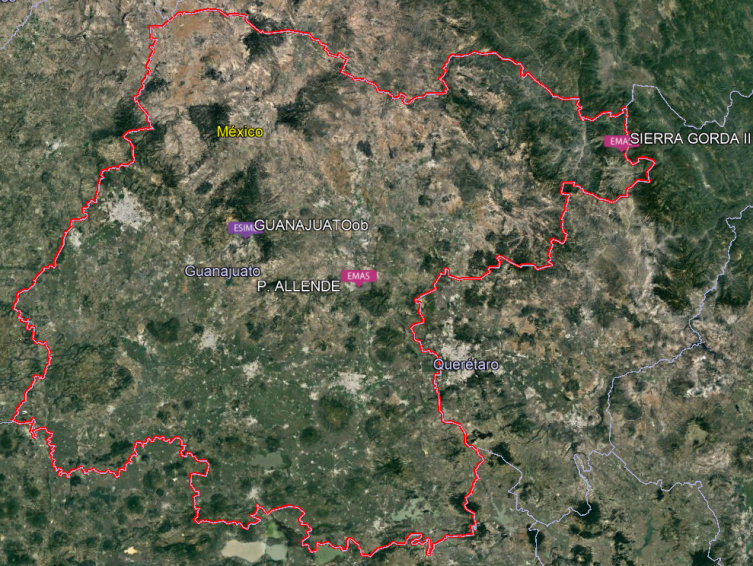 México
EMAS
SIERRA GORDA II
ESIM
GUANAJUATOob
Guanajuato
EMAS
P. ALLENDE
Querétaro